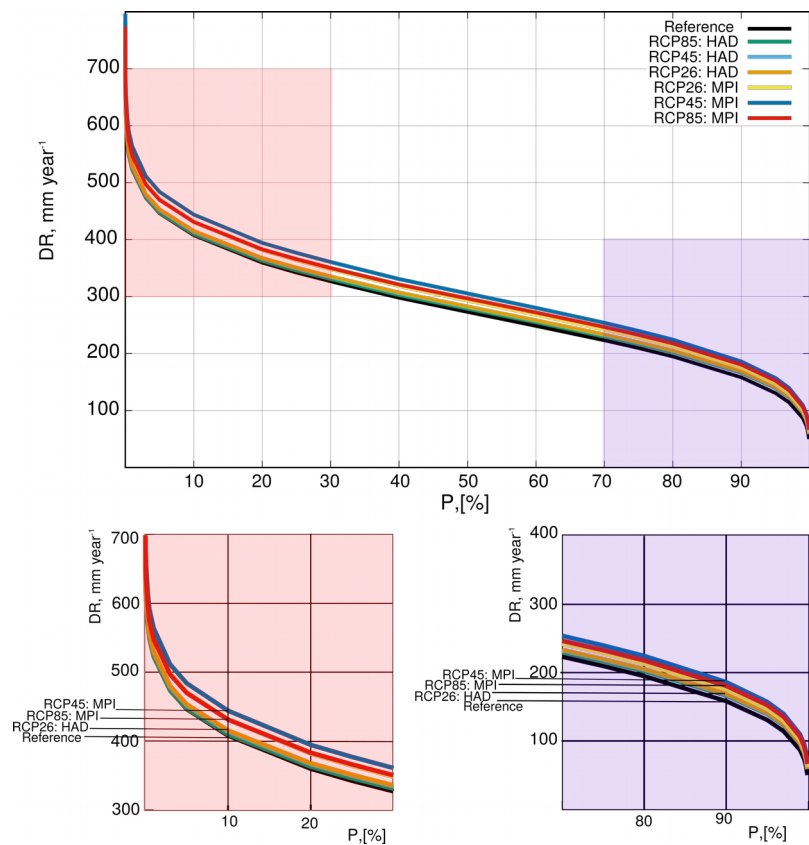 Reference
RCP85: HAD
RCP45: HAD
RCP26: HAD
RCP26: MPI
RCP45: MPI
RCP85: MPI
DR, mm year-1
700
600
500
400
300
200
100
10
20
30
40
50
60
70
80
90
P,[%]
DR, mm year-1
700
600
500
400
300
RCP45: MPI
RCP85: MPI
RCP26: HAD
Reference
10
20
P,[%]
DR, mm year-1
400
300
200
100
RCP45: MPI
RCP85: MPI
RCP26: HAD
Reference
80
90
P,[%]